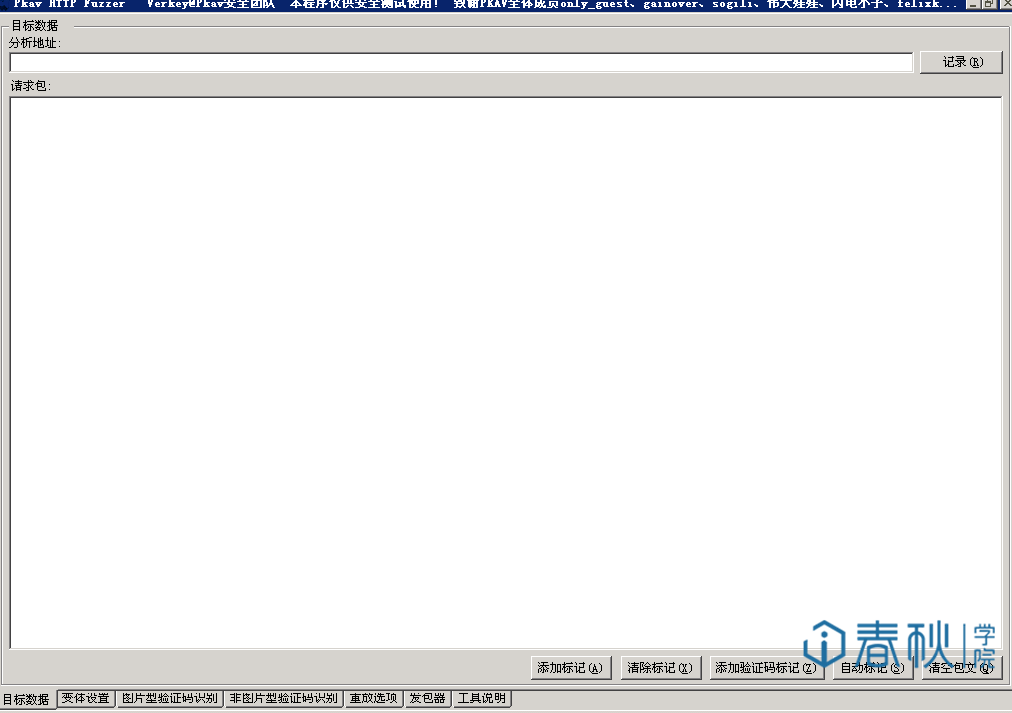 Pkav HTTP Fuzzer Verkey@Pkav安全团队 本程序仅供安全测试使用! 致谢PKAV全体成员only_guest、gainover、sogili、伟大娃娃、闪电小子、felixk...
目标数据
分析地址:
记录(R)
请求包:
添加标记(A) 清除标记(X) 添加验证码标记(Z) 自动标记(S) 清空包文(Q)
春秋学院
目标数据 变体设置 图片型验证码识别 非图片型验证码识别 重放选项 发包器 工具说明